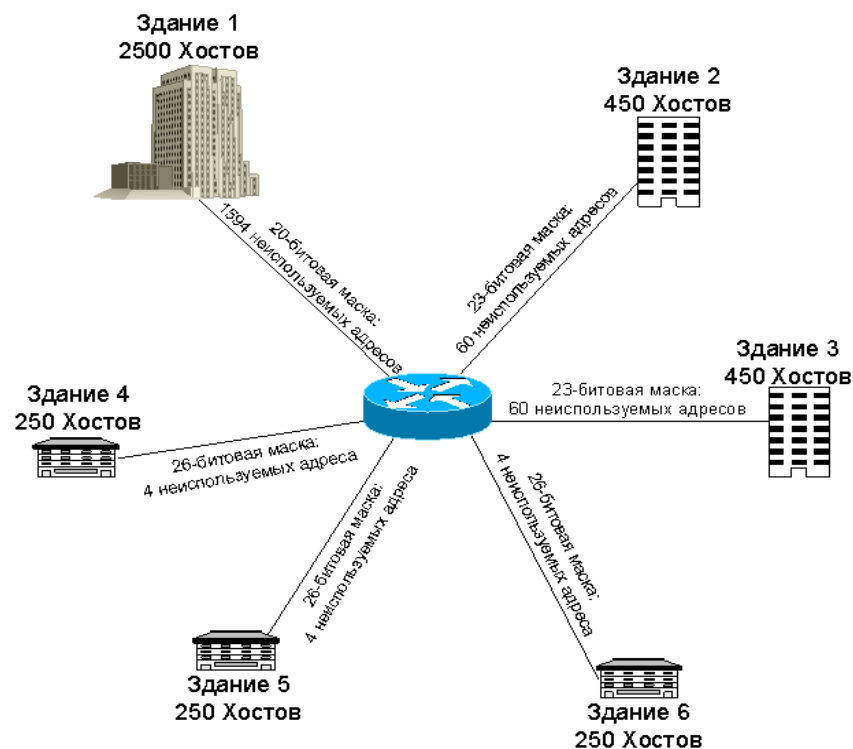 Здание 1
2500 Хостов
Здание 2
450 Хостов
20-битовая маска:
1594 неиспользуемых адресов
23-битовая маска:
60 неиспользуемых адресов
Здание 3
450 Хостов
23-битовая маска:
60 неиспользуемых адресов
Здание 4
250 Хостов
26-битовая маска:
4 неиспользуемых адреса
26-битовая маска:
4 неиспользуемых адреса
26-битовая маска:
4 неиспользуемых адреса
Здание 5
250 Хостов
Здание 6
250 Хостов